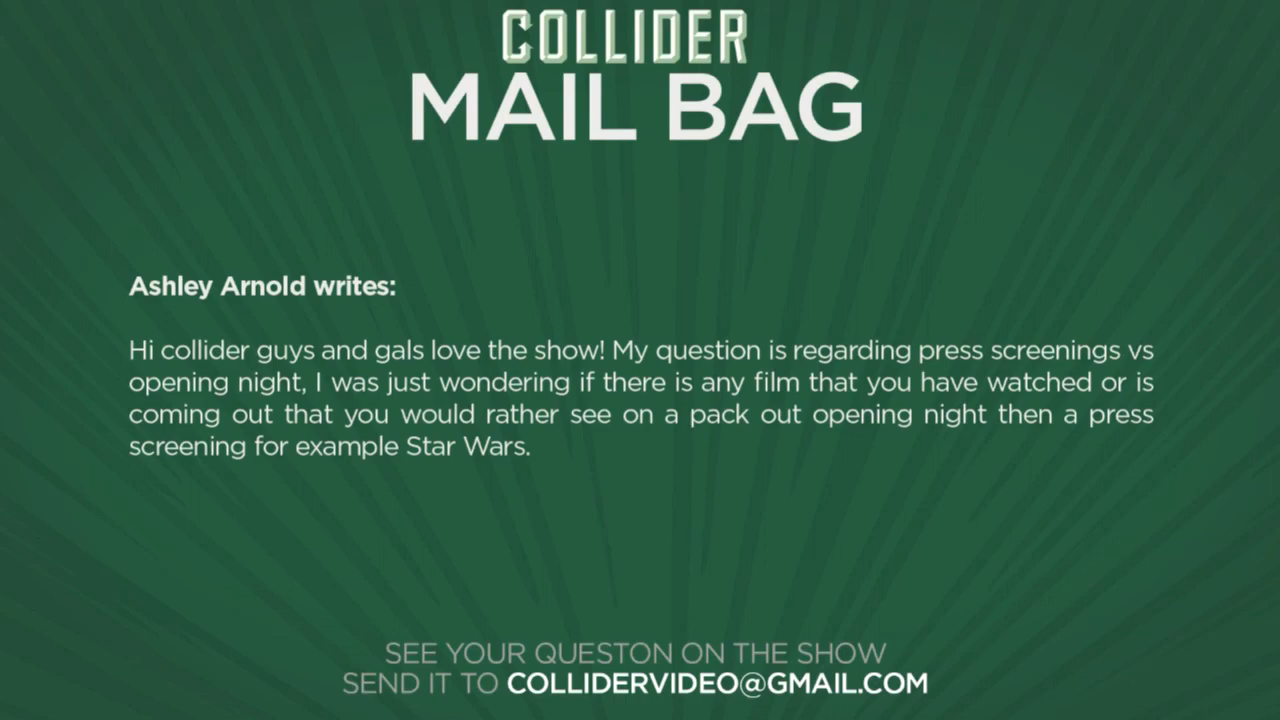 COLLIDER
MAIL BAG
Ashley Arnold writes:
Hi collider guys and gals love the show! My question is regarding press screenings vs
opening night, I was just wondering if there is any film that you have watched or is
coming out that you would rather see on a pack out opening night then a press
screening for example Star Wars.
SEE YOUR QUESTON ON THE SHOW
SEND IT TO COLLIDERVIDEO@GMAIL.COM